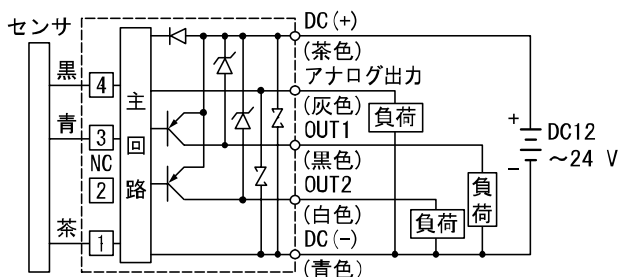 センサ
黒
青
茶
4
3
NC
2
1
主
回
路
DC(+)
(茶色)
アナログ出力
(灰色)
OUT1
(黒色)
OUT2
(白色)
DC(-)
(青色)
負荷
負荷
負
荷
+
-
DC12
～24 V